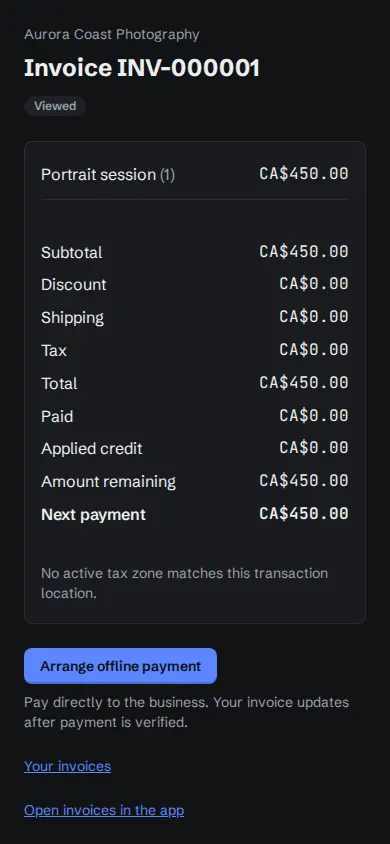 Aurora Coast Photography
Invoice INV-000001
Viewed
Portrait session (1) CA$450.00
Subtotal CA$450.00
Discount CA$0.00
Shipping CA$0.00
Tax CA$0.00
Total CA$450.00
Paid CA$0.00
Applied credit CA$0.00
Amount remaining CA$450.00
Next payment CA$450.00
No active tax zone matches this transaction
location.
Arrange offline payment
Pay directly to the business. Your invoice updates
after payment is verified.
Your invoices
Open invoices in the app